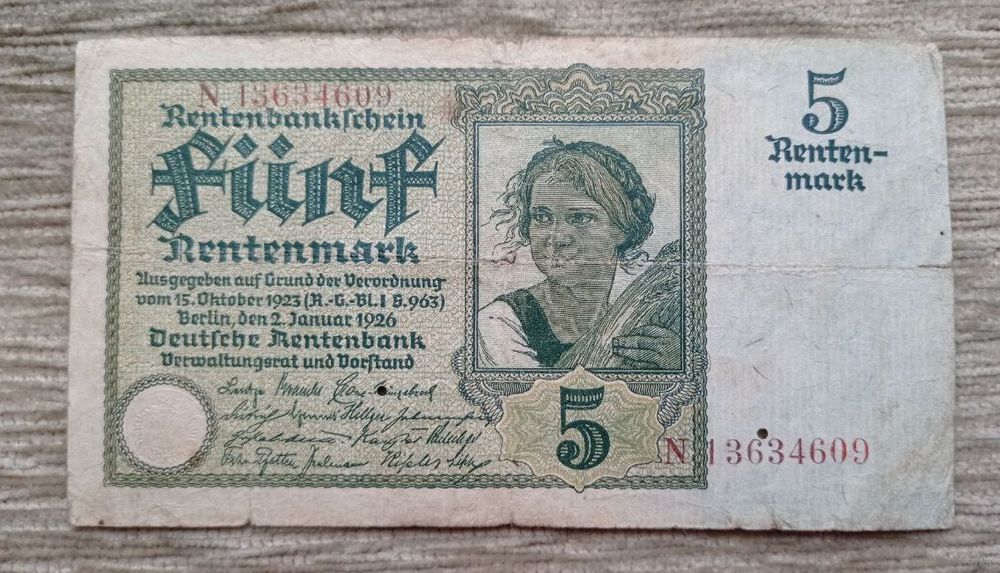 N 13634609
Rentenbankschein
Fünf
Rentenmark
Ausgegeben auf Grund der Verordnung
vom 15. Oktober 1923 (R.-G.-Bl. I S. 963)
Berlin, den 2. Januar 1926
Deutsche Rentenbank
Verwaltungsrat und Vorstand
5
N 13634609
5
Renten-
mark